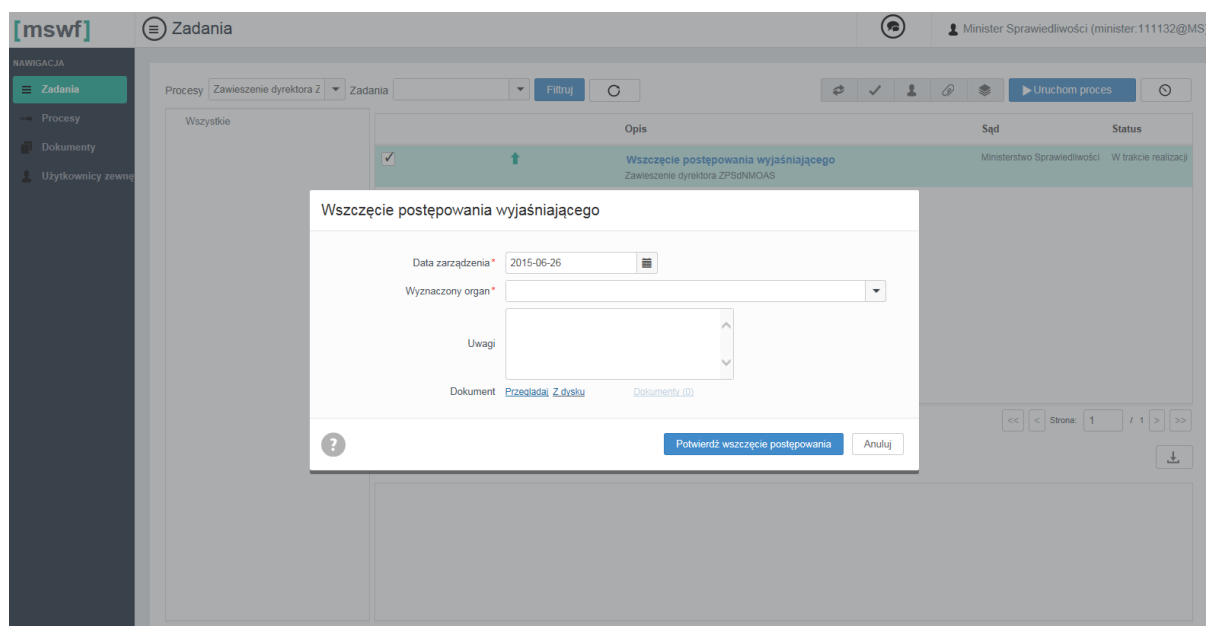 [mswf]
Zadania
Minister Sprawiedliwości (minister:111132@MS)
NAWIGACJA
Zadania
Procesy
Dokumenty
Użytkownicy zewnę
Procesy Zawieszenie dyrektora Z Zadania Filtruj Uruchom proces
Wszystkie
Opis Sąd Status
Wszczęcie postępowania wyjaśniającego Ministerstwo Sprawiedliwości W trakcie realizacji
Zawieszenie dyrektora ZPSdNMOAS
Wszczęcie postępowania wyjaśniającego
Data zarządzenia* 2015-06-26
Wyznaczony organ*
Uwagi
Dokument Przeglądaj Z dysku Dokumenty (0)
<< < Strona: 1 / 1 > >>
? Potwierdź wszczęcie postępowania Anuluj